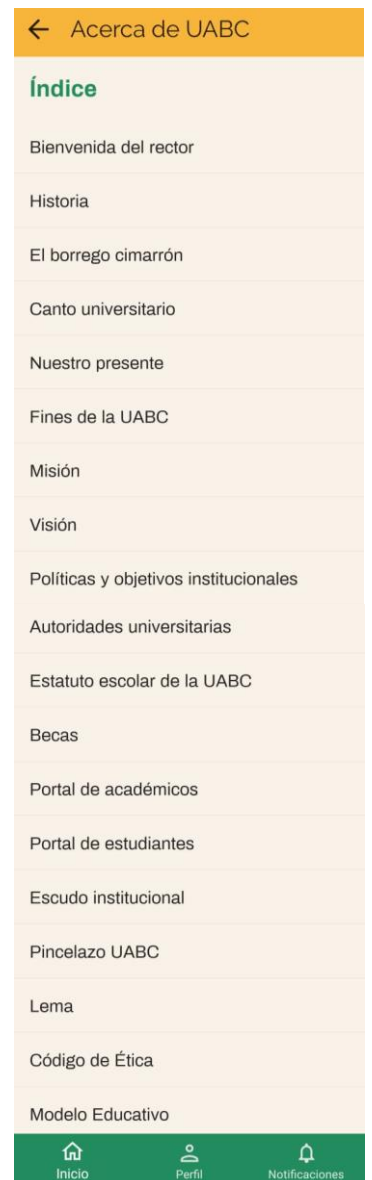 Acerca de UABC
Índice
Bienvenida del rector
Historia
El borrego cimarrón
Canto universitario
Nuestro presente
Fines de la UABC
Misión
Visión
Políticas y objetivos institucionales
Autoridades universitarias
Estatuto escolar de la UABC
Becas
Portal de académicos
Portal de estudiantes
Escudo institucional
Pincelazo UABC
Lema
Código de Ética
Modelo Educativo
Inicio Perfil Notificaciones